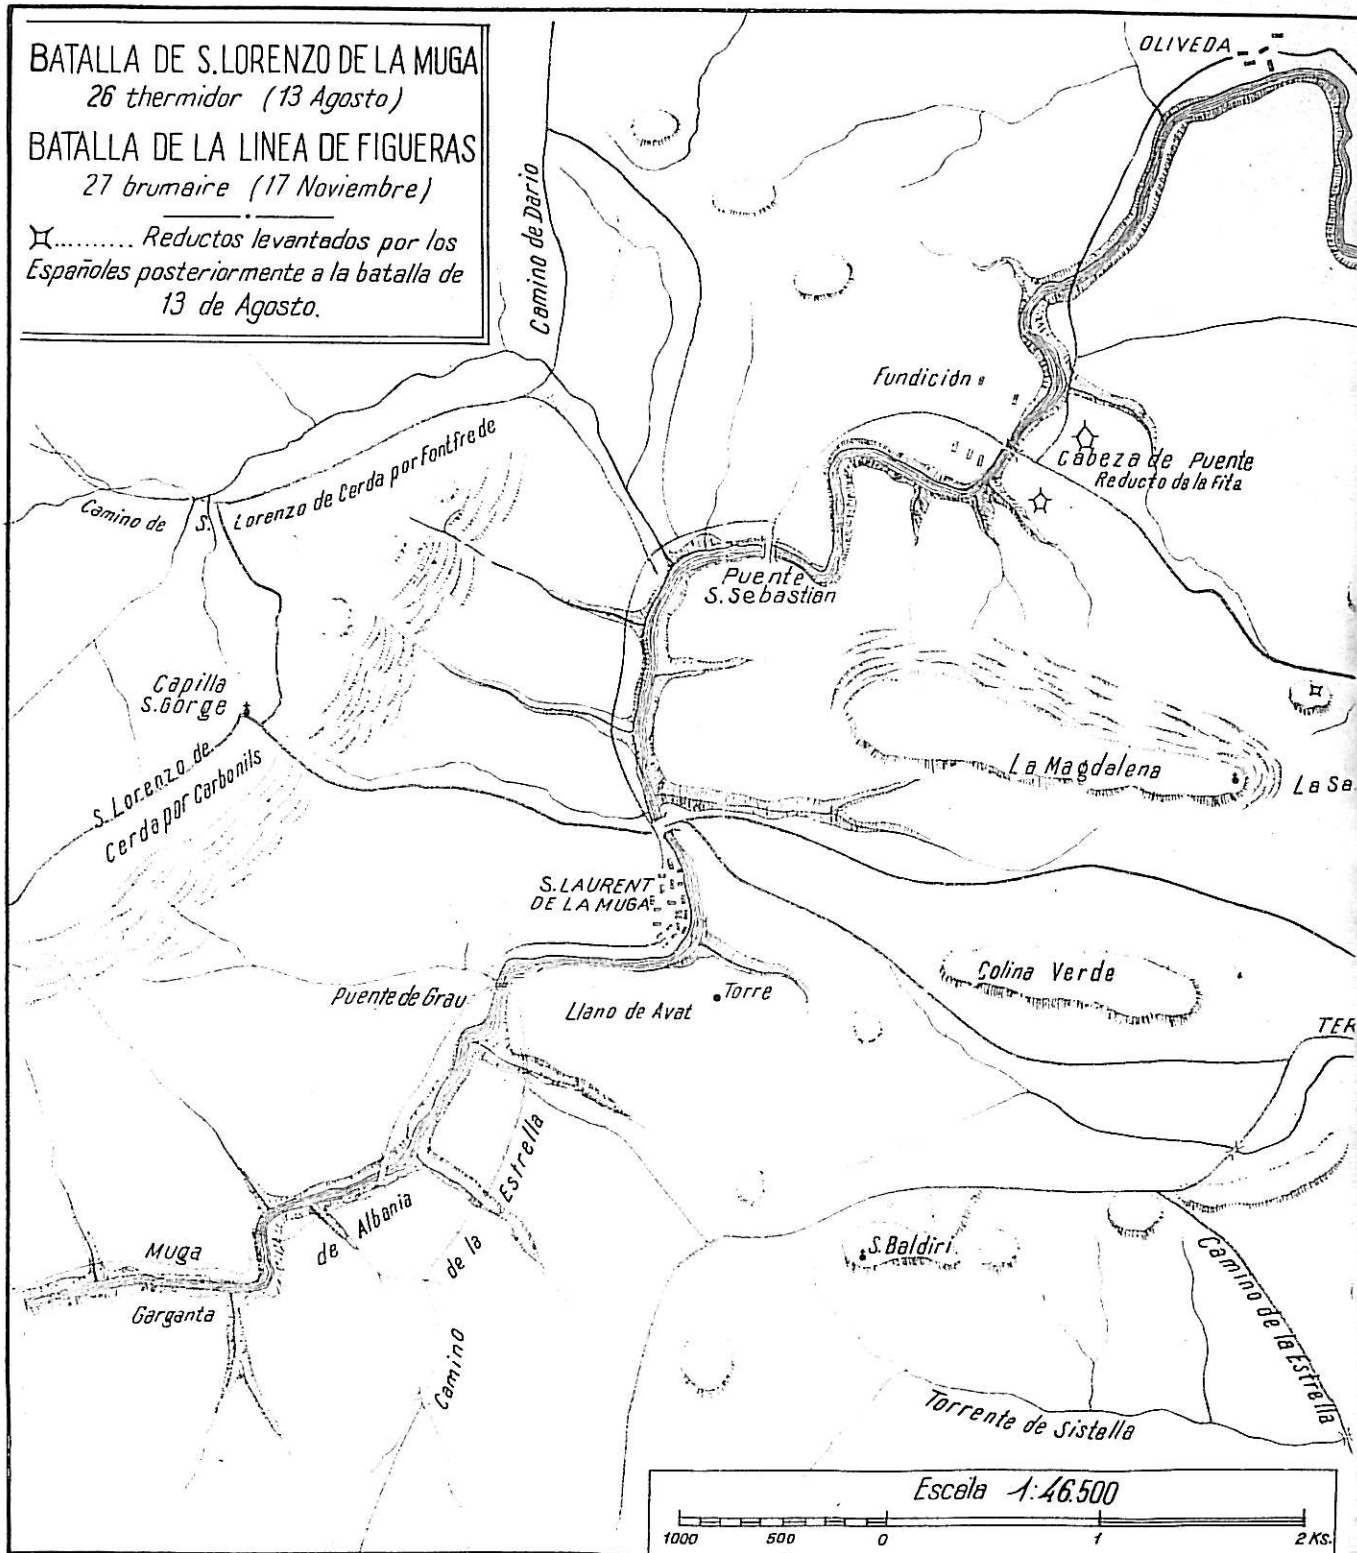 BATALLA DE S. LORENZO DE LA MUGA
26 thermidor (13 Agosto)
BATALLA DE LA LINEA DE FIGUERAS
27 brumaire (17 Noviembre)
.......... Reductos levantados por los
Españoles posteriormente a la batalla de
13 de Agosto.
OLIVEDA
Camino de Dario
Fundición
Cabeza de Puente
Reducto de la Fita
Camino de S. Lorenzo de Cerda por Fontfrede
Puente
S. Sebastian
Capilla
S. Gorge
S. Lorenzo de
Cerda por Carbonils
La Magdalena
La Sa
S. LAURENT
DE LA MUGA
Colina Verde
Puente de Grau
Llano de Avat
Torre
TER
Camino de la Estrella
Muga
Garganta de Albania
S. Baldiri
Camino de la Estrella
Torrente de Sistella
Escala 1:46.500
1000 500 0 1 2 Ks.